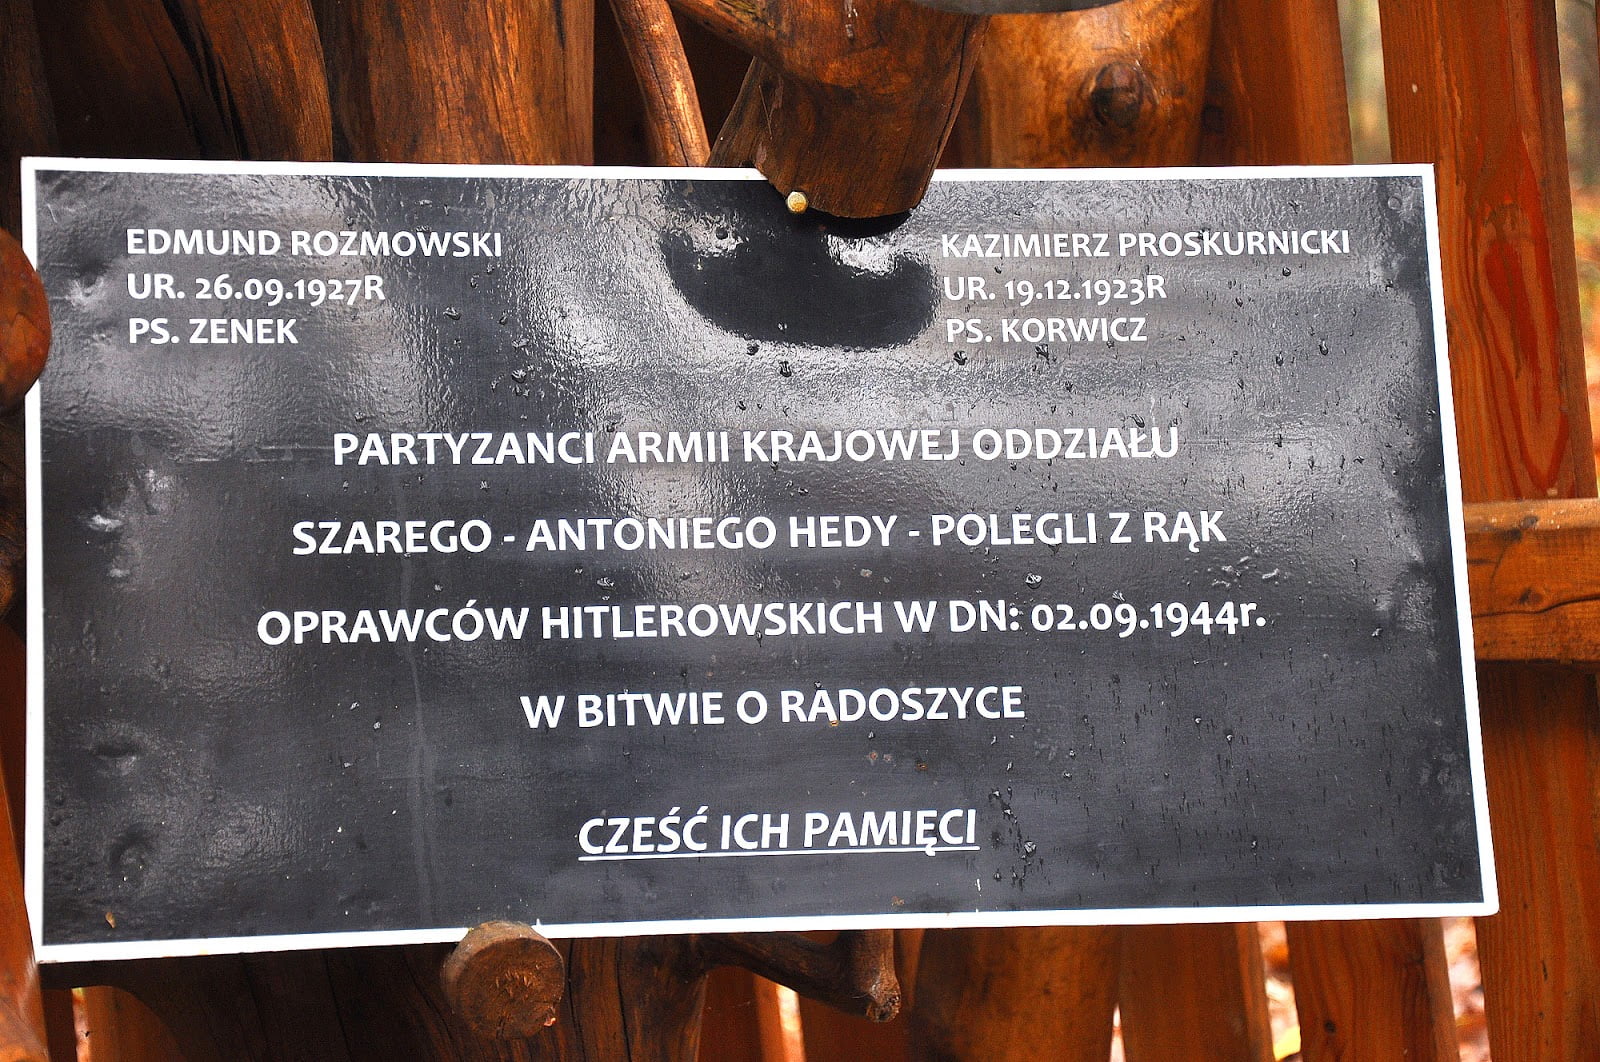 EDMUND ROZMOWSKI
UR. 26.09.1927R
PS. ZENEK
KAZIMIERZ PROSKURNICKI
UR. 19.12.1923R
PS. KORWICZ
PARTYZANCI ARMII KRAJOWEJ ODDZIAŁU
SZAREGO - ANTONIEGO HEDY - POLEGLI Z RĄK
OPRAWCÓW HITLEROWSKICH W DN: 02.09.1944r.
W BITWIE O RADOSZYCE
CZEŚĆ ICH PAMIĘCI